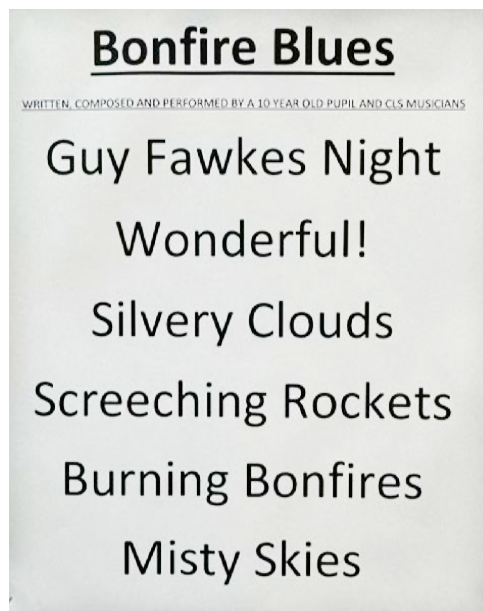 Bonfire Blues
WRITTEN, COMPOSED AND PERFORMED BY A 10 YEAR OLD PUPIL AND CLS MUSICIANS
Guy Fawkes Night
Wonderful!
Silvery Clouds
Screeching Rockets
Burning Bonfires
Misty Skies